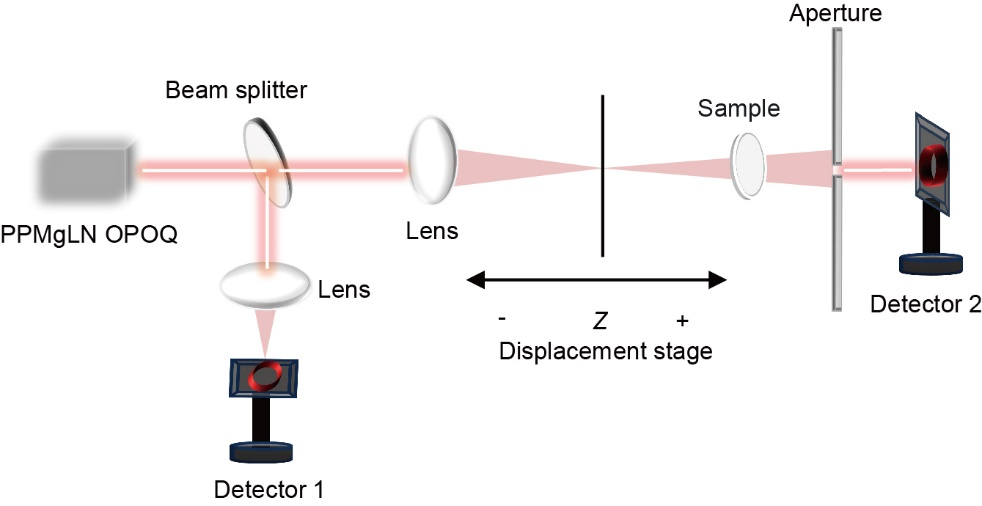 Aperture
Beam splitter
Sample
PPMgLN OPOQ
Lens
Lens
Detector 2
- Z +
Displacement stage
Detector 1